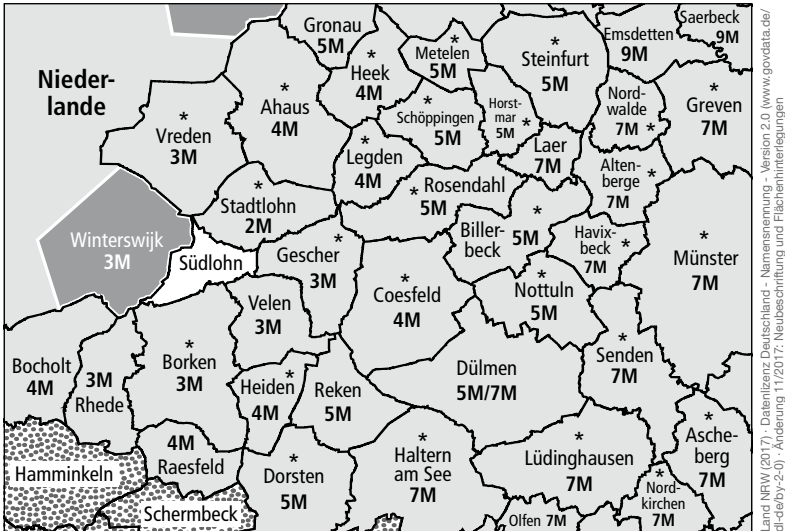 Gronau
5M
Saerbeck
9M
Emsdetten
9M
*
Metelen
5M
*
Steinfurt
5M
Nieder-
lande
*
Heek
4M
*
Ahaus
4M
*
Vreden
3M
*
Schöppingen
5M
Horst-
mar
5M *
Nord-
walde
7M *
*
Greven
7M
*
Legden
4M
Laer
7M
Alten-
berge *
7M
*
Stadtlohn
2M
* Rosendahl
5M
Biller-
beck
*
5M
Havix-
beck *
7M
*
Münster
7M
Winterswijk
3M
Südlohn
Gescher *
3M
*
Coesfeld
4M
*
Nottuln
5M
Velen
3M
Bocholt
4M
3M
Rhede
*
Borken
3M
Heiden *
4M
Reken
5M
Dülmen
5M/7M
*
Senden
7M
4M
Raesfeld
Hamminkeln
Schermbeck
*
Dorsten
5M
*
Haltern
am See
7M
*
Lüdinghausen
7M
*
Asche-
berg
7M
*
Nord-
kirchen
7M
Olfen 7M
Land NRW (2017) · Datenlizenz Deutschland - Namensnennung - Version 2.0 (www.govdata.de/
dl-de/by-2-0) · Änderung 11/2017: Neubeschriftung und Flächenhinterlegungen